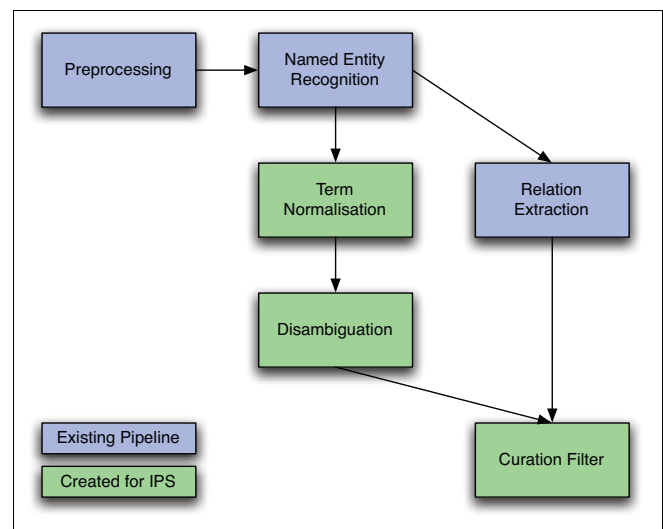 Preprocessing
Named Entity
Recognition
Term
Normalisation
Relation
Extraction
Disambiguation
Existing Pipeline
Curation Filter
Created for IPS